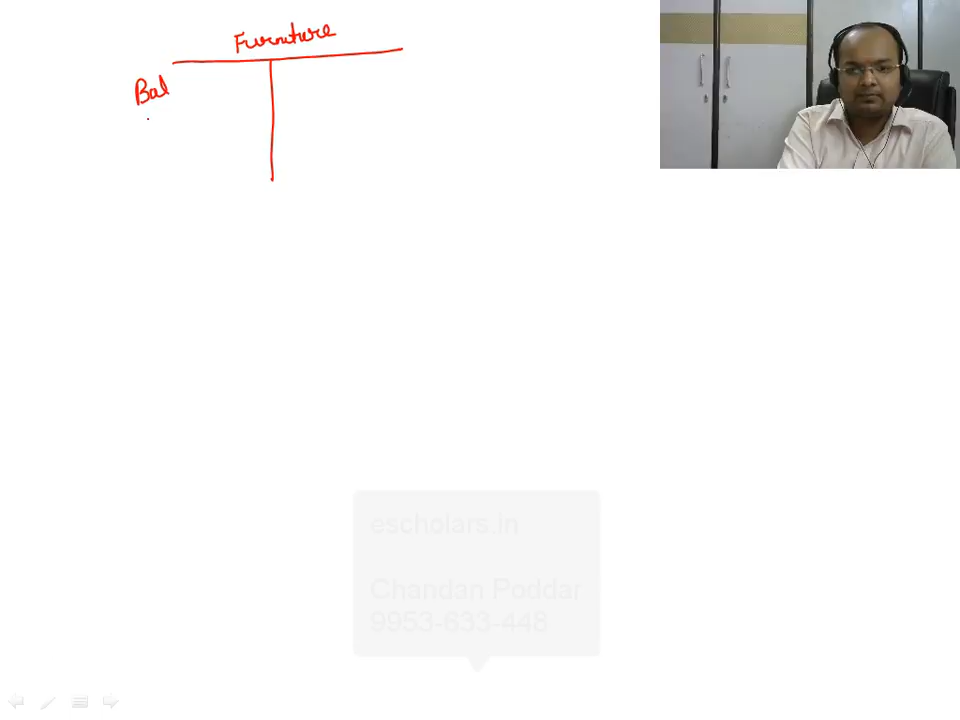 Furniture
Bal
escholars.in
Chandan Poddar
9953-633-448